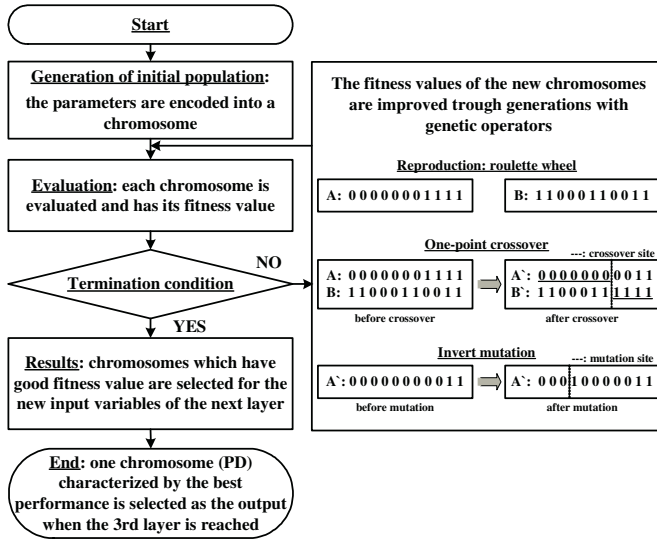 Start
Generation of initial population:
the parameters are encoded into a
chromosome
Evaluation: each chromosome is
evaluated and has its fitness value
Termination condition
NO
YES
Results: chromosomes which have
good fitness value are selected for the
new input variables of the next layer
End: one chromosome (PD)
characterized by the best
performance is selected as the output
when the 3rd layer is reached
The fitness values of the new chromosomes
are improved trough generations with
genetic operators
Reproduction: roulette wheel
A: 0 0 0 0 0 0 0 1 1 1 1
B: 1 1 0 0 0 1 1 0 0 1 1
One-point crossover
---: crossover site
A: 0 0 0 0 0 0 0 1 1 1 1
B: 1 1 0 0 0 1 1 0 0 1 1
before crossover
A`: 0 0 0 0 0 0 0 0 0 1 1
B`: 1 1 0 0 0 1 1 1 1 1 1
after crossover
Invert mutation
---: mutation site
A`: 0 0 0 0 0 0 0 0 0 1 1
before mutation
A`: 0 0 0 1 0 0 0 0 0 1 1
after mutation